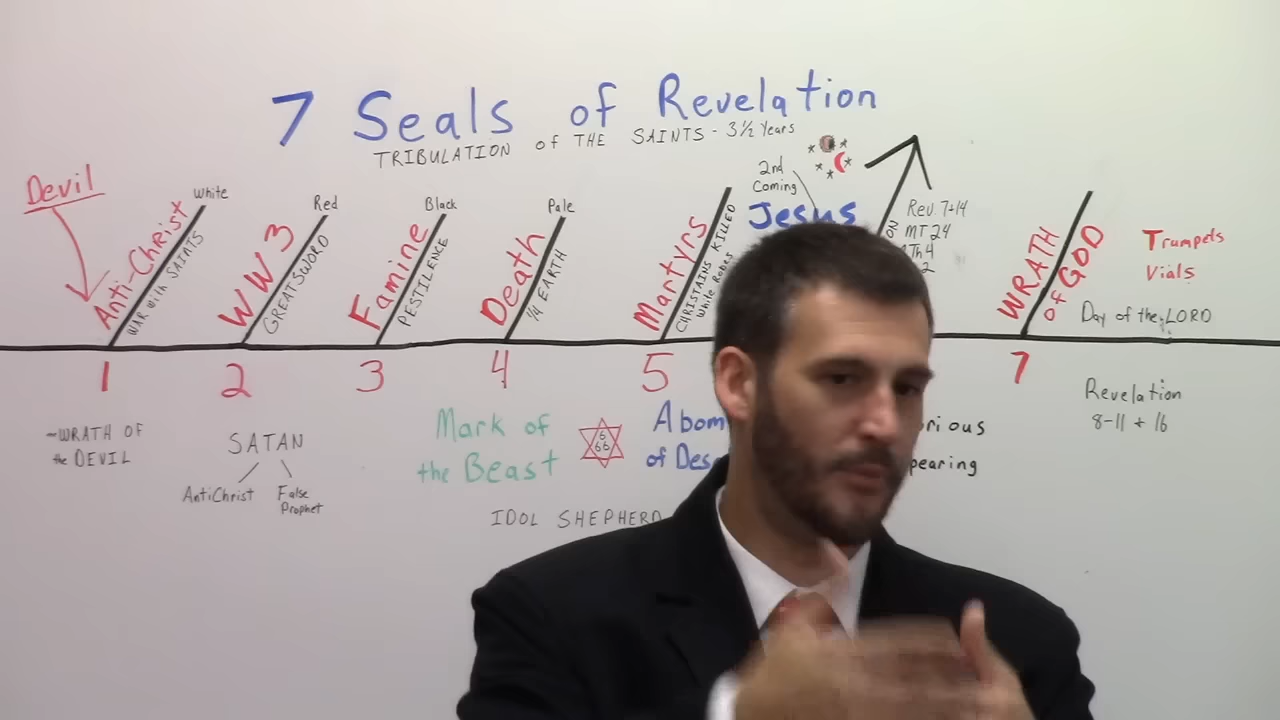 7 Seals of Revelation
TRIBULATION of THE SAINTS - 3½ Years
Devil
Anti-Christ
White
WAR with SAINTS
WW3
Red
GREAT SWORD
Famine
Black
PESTILENCE
Death
Pale
¼ EARTH
Martyrs
CHRISTAINS KILLED
White Robes
2nd
Coming
Jesus
Rev. 7+14
MT 24
WRATH
of GOD
Trumpets
Vials
Day of the LORD
1
2
3
4
5
7
~WRATH OF
the DEVIL
SATAN
AntiChrist
False
Prophet
Mark of
the Beast
6
66
Abom
of Des
rious
pearing
Revelation
8-11 + 16
IDOL SHEPHERD